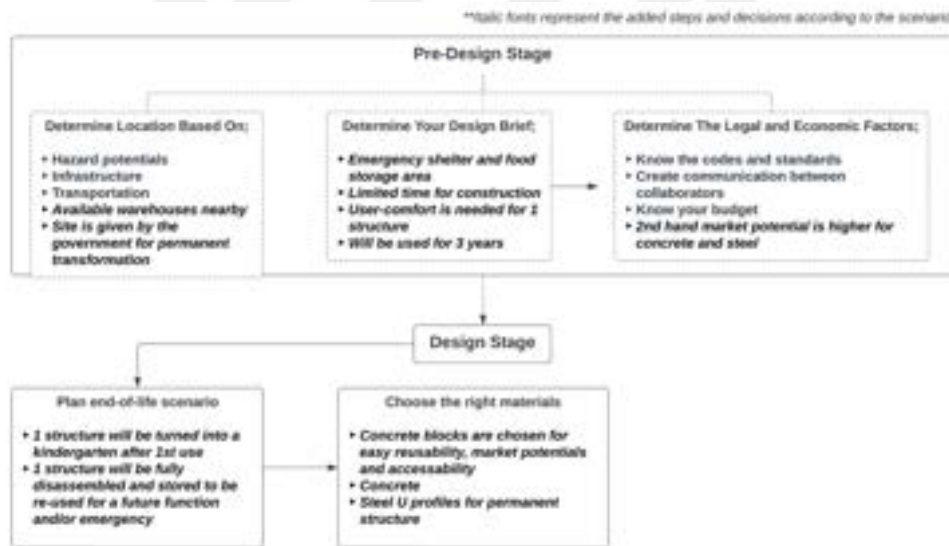 **Italic fonts represent the added steps and decisions according to the scenario
Pre-Design Stage
Determine Location Based On;
Hazard potentials
Infrastructure
Transportation
Available warehouses nearby
Site is given by the
government for permanent
transformation
Determine Your Design Brief;
Emergency shelter and food
storage area
Limited time for construction
User-comfort is needed for 1
structure
Will be used for 3 years
Determine The Legal and Economic Factors;
Know the codes and standards
Create communication between
collaborators
Know your budget
2nd hand market potential is higher for
concrete and steel
Design Stage
Plan end-of-life scenario
1 structure will be turned into a
kindergarten after 1st use
1 structure will be fully
disassembled and stored to be
re-used for a future function
and/or emergency
Choose the right materials
Concrete blocks are chosen for
easy reusability, market potentials
and accessability
Concrete
Steel U profiles for permanent
structure